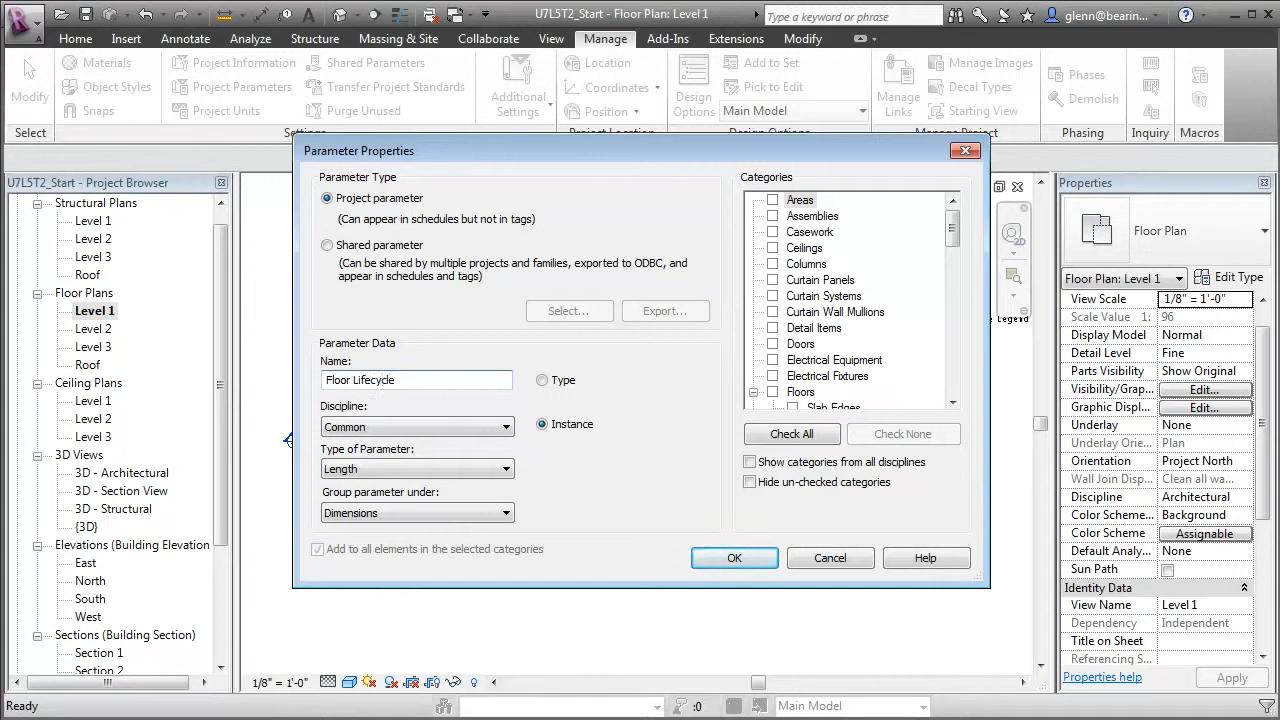 U7L5T2_Start - Floor Plan: Level 1
Type a keyword or phrase
glenn@bearin...
Home Insert Annotate Analyze Structure Massing & Site Collaborate View Manage Add-Ins Extensions Modify
Modify
Materials
Object Styles
Snaps
Project Information
Project Parameters
Project Units
Shared Parameters
Transfer Project Standards
Purge Unused
Additional
Settings
Location
Coordinates
Position
Design
Options
Add to Set
Pick to Edit
Main Model
Manage
Links
Manage Images
Decal Types
Starting View
Phases
Demolish
Select
Phasing
Inquiry
Macros
U7L5T2_Start - Project Browser
Structural Plans
Level 1
Level 2
Level 3
Roof
Floor Plans
Level 1
Level 2
Level 3
Roof
Ceiling Plans
Level 1
Level 2
Level 3
3D Views
3D - Architectural
3D - Section View
3D - Structural
{3D}
Elevations (Building Elevation
East
North
South
West
Sections (Building Section)
Section 1
Section 2
Parameter Properties
Parameter Type
Project parameter
(Can appear in schedules but not in tags)
Shared parameter
(Can be shared by multiple projects and families, exported to ODBC, and
appear in schedules and tags)
Select...
Export...
Parameter Data
Name:
Floor Lifecycle
Type
Discipline:
Common
Instance
Type of Parameter:
Length
Group parameter under:
Dimensions
Add to all elements in the selected categories
Categories
Areas
Assemblies
Casework
Ceilings
Columns
Curtain Panels
Curtain Systems
Curtain Wall Mullions
Detail Items
Doors
Electrical Equipment
Electrical Fixtures
Floors
Slab Edges
Check All
Check None
Show categories from all disciplines
Hide un-checked categories
OK
Cancel
Help
2D
Legend
Properties
Floor Plan
Floor Plan: Level 1
Edit Type
View Scale 1/8" = 1'-0"
Scale Value 1: 96
Display Model Normal
Detail Level Fine
Parts Visibility Show Original
Visibility/Grap... Edit...
Graphic Displ... Edit...
Underlay None
Underlay Orie... Plan
Orientation Project North
Wall Join Disp... Clean all wa...
Discipline Architectural
Color Scheme... Background
Color Scheme Assignable
Default Analy... None
Sun Path
Identity Data
View Name Level 1
Dependency Independent
Title on Sheet
Referencing S...
Properties help
Apply
1/8" = 1'-0"
Ready
:0
Main Model